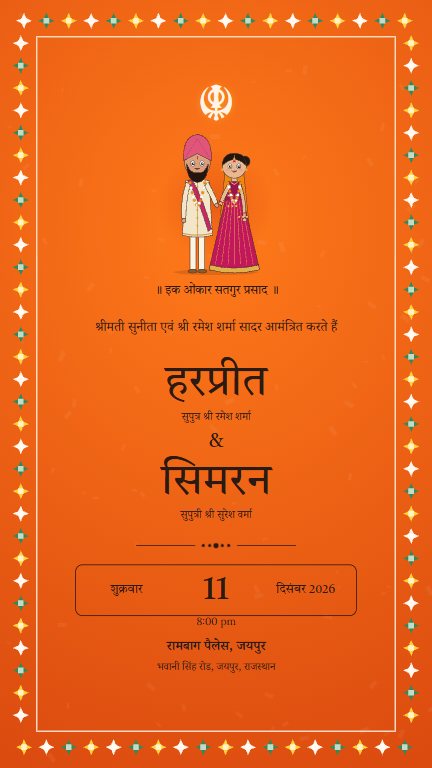 ॥ इक ओंकार सतगुर प्रसाद ॥
श्रीमती सुनीता एवं श्री रमेश शर्मा सादर आमंत्रित करते हैं
हरप्रीत
सुपुत्र श्री रमेश शर्मा
&
सिमरन
सुपुत्री श्री सुरेश वर्मा
शुक्रवार 11 दिसंबर 2026
8:00 pm
रामबाग पैलेस, जयपुर
भवानी सिंह रोड, जयपुर, राजस्थान